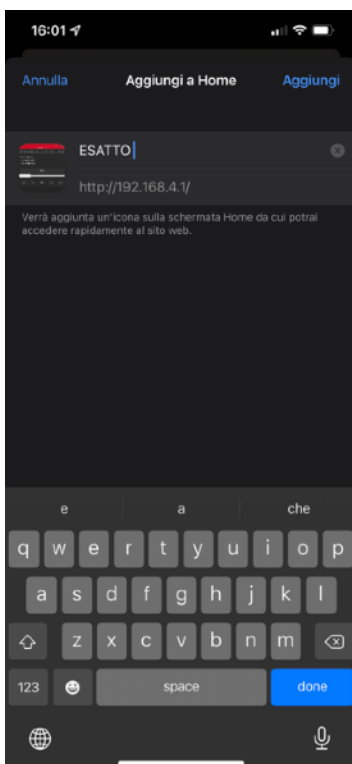 16:01
Annulla Aggiungi a Home Aggiungi
ESATTO
http://192.168.4.1/
Verrà aggiunta un'icona sulla schermata Home da cui potrai
accedere rapidamente al sito web.
e a che
q w e r t y u i o p
a s d f g h j k l
z x c v b n m
123 space done